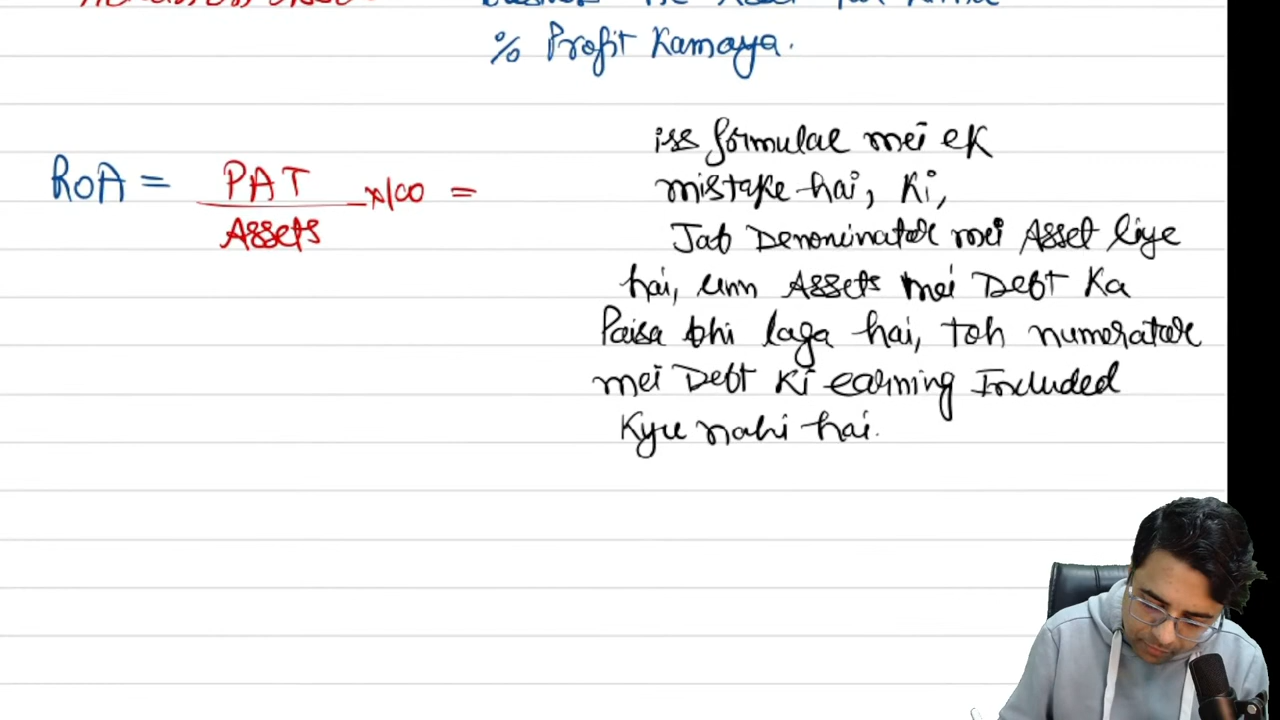 % Profit Kamaya.
iss formulae mei ek
mistake hai, Ki,
ROA = PAT / Assets x100 =
Jab Denominator mei Asset liye
hai, unn Assets mei Debt Ka
Paisa bhi laga hai, toh numerator
mei Debt Ki earning Included
Kyu nahi hai.